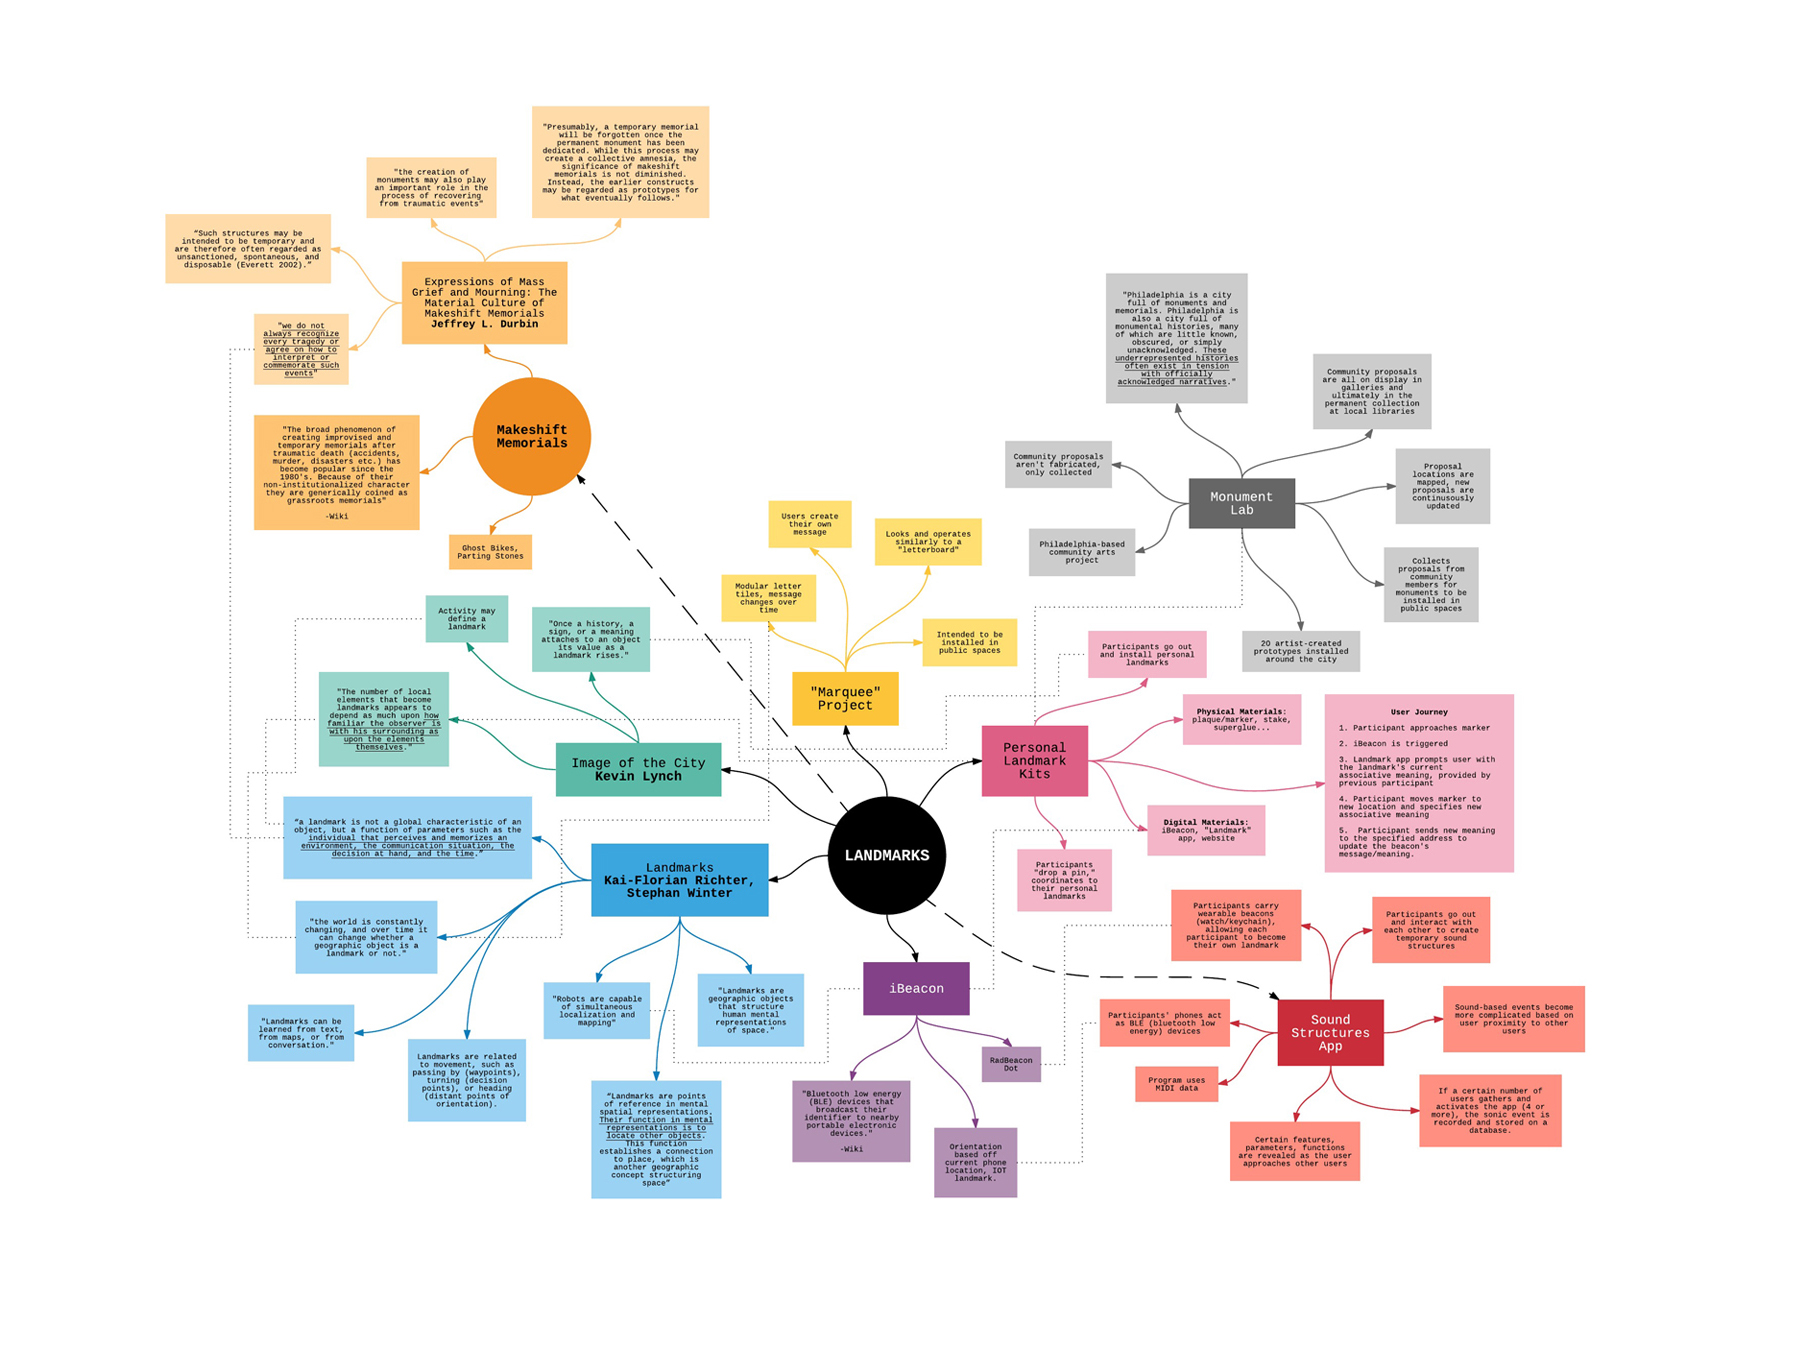 "Presumably, a temporary memorial
will be forgotten once the
permanent monument has been
dedicated. While this process may
create a collective amnesia, the
significance of makeshift
memorials is not diminished.
Instead, the earlier constructs
may be regarded as prototypes for
what eventually follows."
"the creation of
monuments may also play
an important role in the
process of recovering
from traumatic events"
“Such structures may be
intended to be temporary and
are therefore often regarded as
unsanctioned, spontaneous, and
disposable (Everett 2002).”
Expressions of Mass
Grief and Mourning: The
Material Culture of
Makeshift Memorials
Jeffrey L. Durbin
"we do not
always recognize
every tragedy or
agree on how to
interpret or
commemorate such
events"
Makeshift
Memorials
"The broad phenomenon of
creating improvised and
temporary memorials after
traumatic death (accidents,
murder, disasters etc.) has
become popular since the
1980's. Because of their
non-institutionalized character
they are generically coined as
grassroots memorials"
-Wiki
Ghost Bikes,
Parting Stones
"Philadelphia is a city
full of monuments and
memorials. Philadelphia is
also a city full of
monumental histories, many
of which are little known,
obscured, or simply
unacknowledged. These
underrepresented histories
often exist in tension
with officially
acknowledged narratives."
Community proposals
are all on display in
galleries and
ultimately in the
permanent collection
at local libraries
Community proposals
aren't fabricated,
only collected
Monument
Lab
Proposal
locations are
mapped, new
proposals are
continusously
updated
Philadelphia-based
community arts
project
Collects
proposals from
community
members for
monuments to be
installed in
public spaces
20 artist-created
prototypes installed
around the city
Users create
their own
message
Looks and operates
similarly to a
"letterboard"
Modular letter
tiles, message
changes over
time
Intended to be
installed in
public spaces
"Marquee"
Project
Activity may
define a
landmark
"Once a history, a
sign, or a meaning
attaches to an object
its value as a
landmark rises."
"The number of local
elements that become
landmarks appears to
depend as much upon how
familiar the observer is
with his surrounding as
upon the elements
themselves."
Image of the City
Kevin Lynch
Participants go out
and install personal
landmarks
Physical Materials:
plaque/marker, stake,
superglue...
Personal
Landmark
Kits
User Journey
1. Participant approaches marker
2. iBeacon is triggered
3. Landmark app prompts user with
the landmark's current
associative meaning, provided by
previous participant
4. Participant moves marker to
new location and specifies new
associative meaning
5.  Participant sends new meaning
to the specified address to
update the beacon's
message/meaning.
Digital Materials:
iBeacon, "Landmark"
app, website
Participants
"drop a pin,"
coordinates to
their personal
landmarks
LANDMARKS
“a landmark is not a global characteristic of an
object, but a function of parameters such as the
individual that perceives and memorizes an
environment, the communication situation, the
decision at hand, and the time.”
Landmarks
Kai-Florian Richter,
Stephan Winter
"the world is constantly
changing, and over time it
can change whether a
geographic object is a
landmark or not."
"Landmarks can be
learned from text,
from maps, or from
conversation."
Landmarks are related
to movement, such as
passing by (waypoints),
turning (decision
points), or heading
(distant points of
orientation).
"Robots are capable
of simultaneous
localization and
mapping"
"Landmarks are
geographic objects
that structure
human mental
representations
of space."
“Landmarks are points
of reference in mental
spatial representations.
Their function in mental
representations is to
locate other objects.
This function
establishes a connection
to place, which is
another geographic
concept structuring
space”
iBeacon
RadBeacon
Dot
"Bluetooth low energy
(BLE) devices that
broadcast their
identifier to nearby
portable electronic
devices."
-Wiki
Orientation
based off
current phone
location, IOT
landmark.
Participants carry
wearable beacons
(watch/keychain),
allowing each
participant to become
their own landmark
Participants go out
and interact with
each other to create
temporary sound
structures
Participants' phones act
as BLE (bluetooth low
energy) devices
Sound
Structures
App
Sound-based events become
more complicated based on
user proximity to other
users
Program uses
MIDI data
If a certain number of
users gathers and
activates the app (4 or
more), the sonic event is
recorded and stored on a
database.
Certain features,
parameters, functions
are revealed as the user
approaches other users